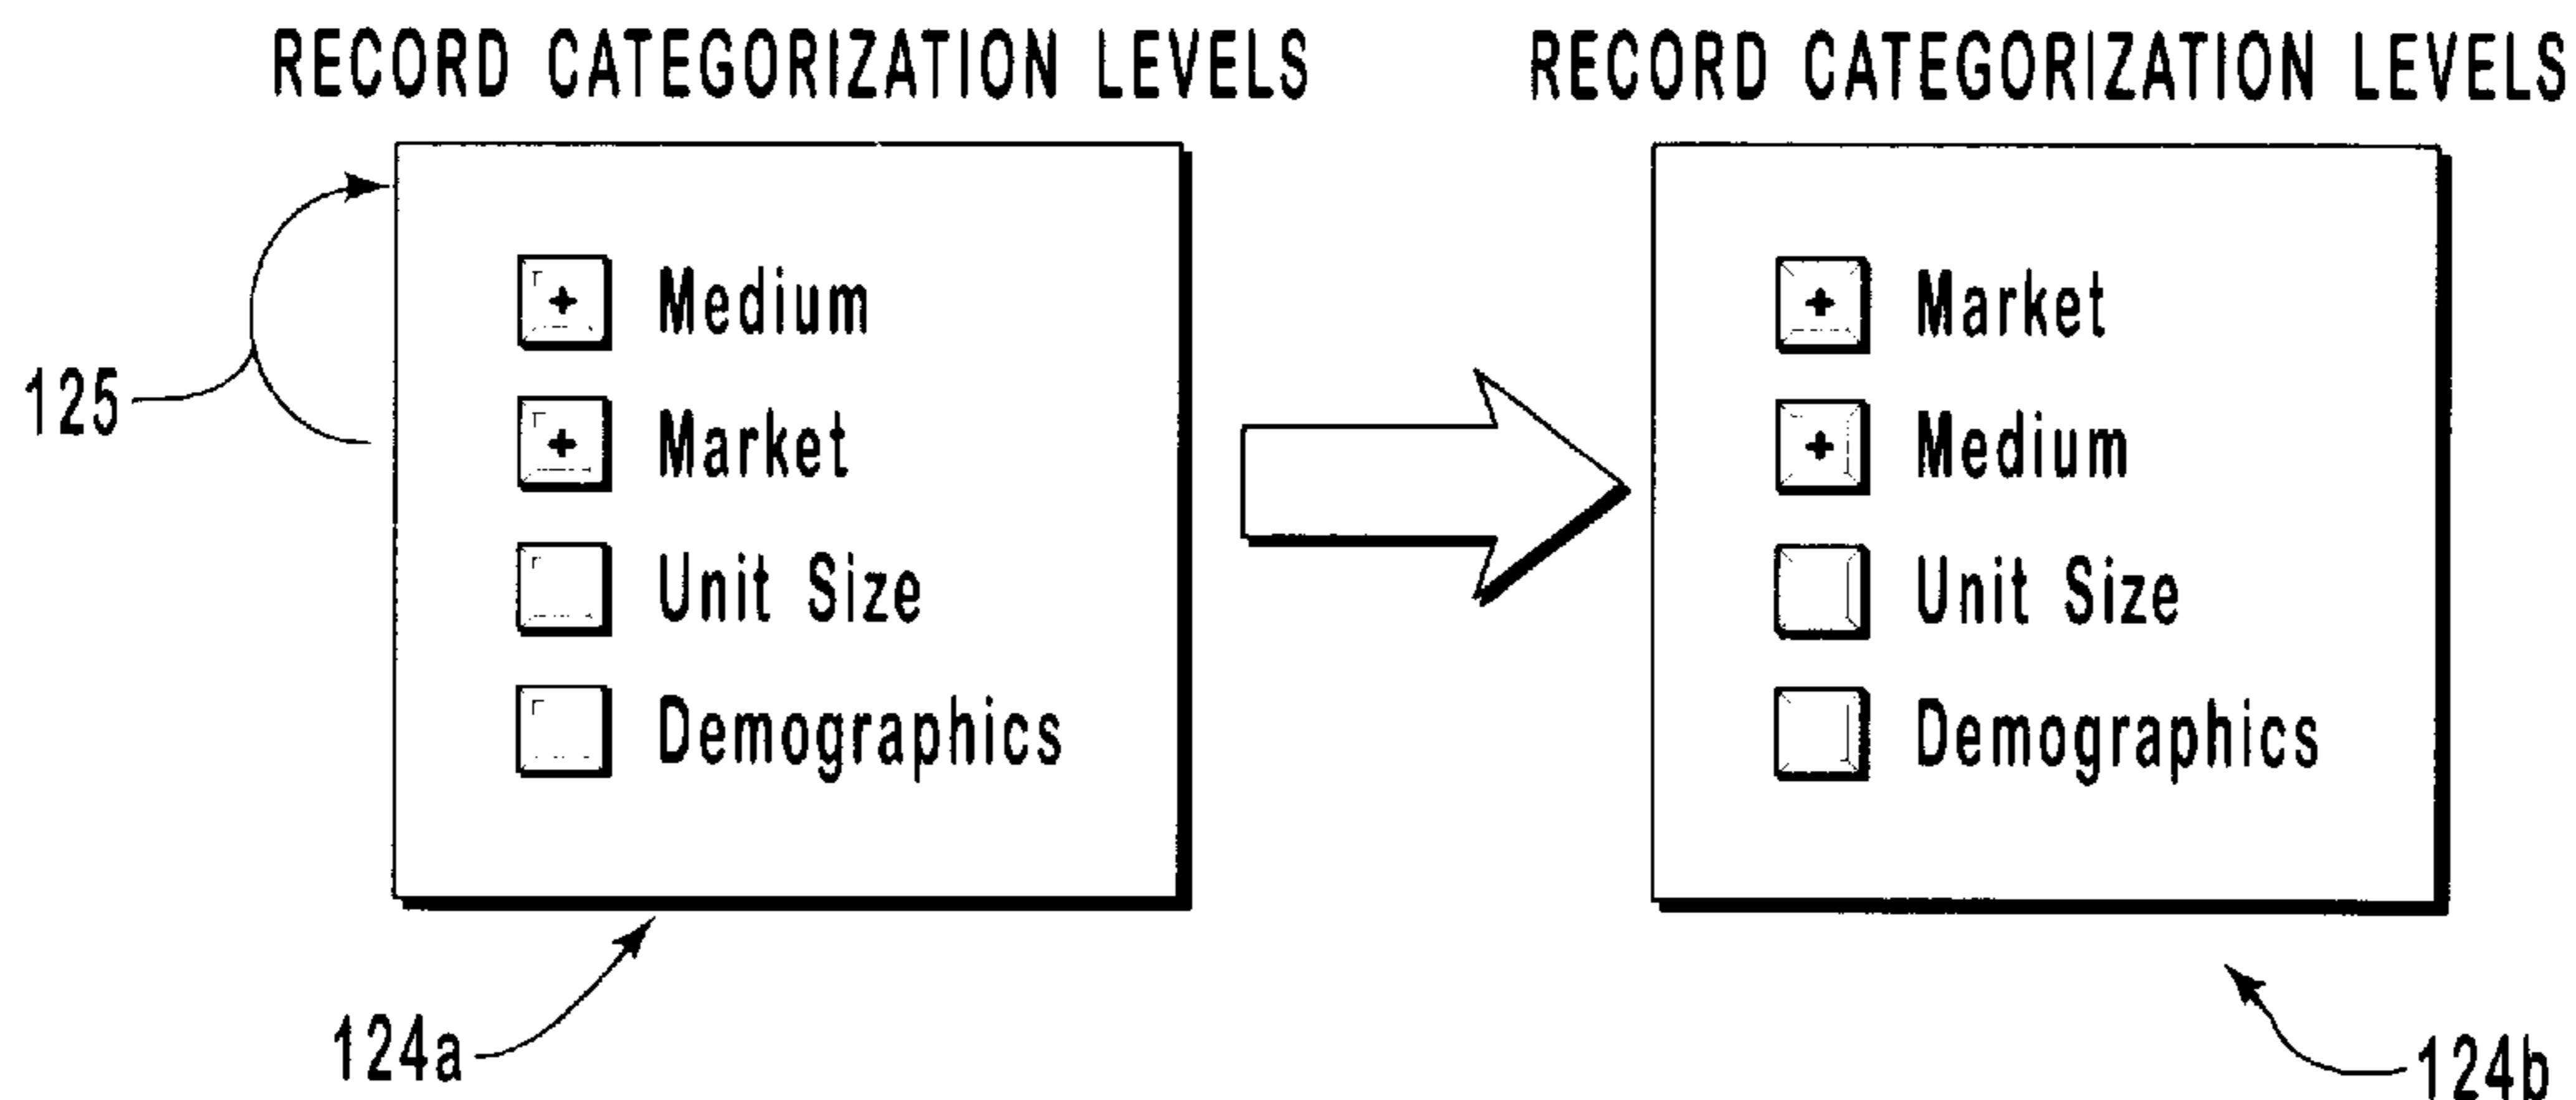 RECORD CATEGORIZATION LEVELS
+ Medium
+ Market
Unit Size
Demographics
125
124a
RECORD CATEGORIZATION LEVELS
+ Market
+ Medium
Unit Size
Demographics
124b